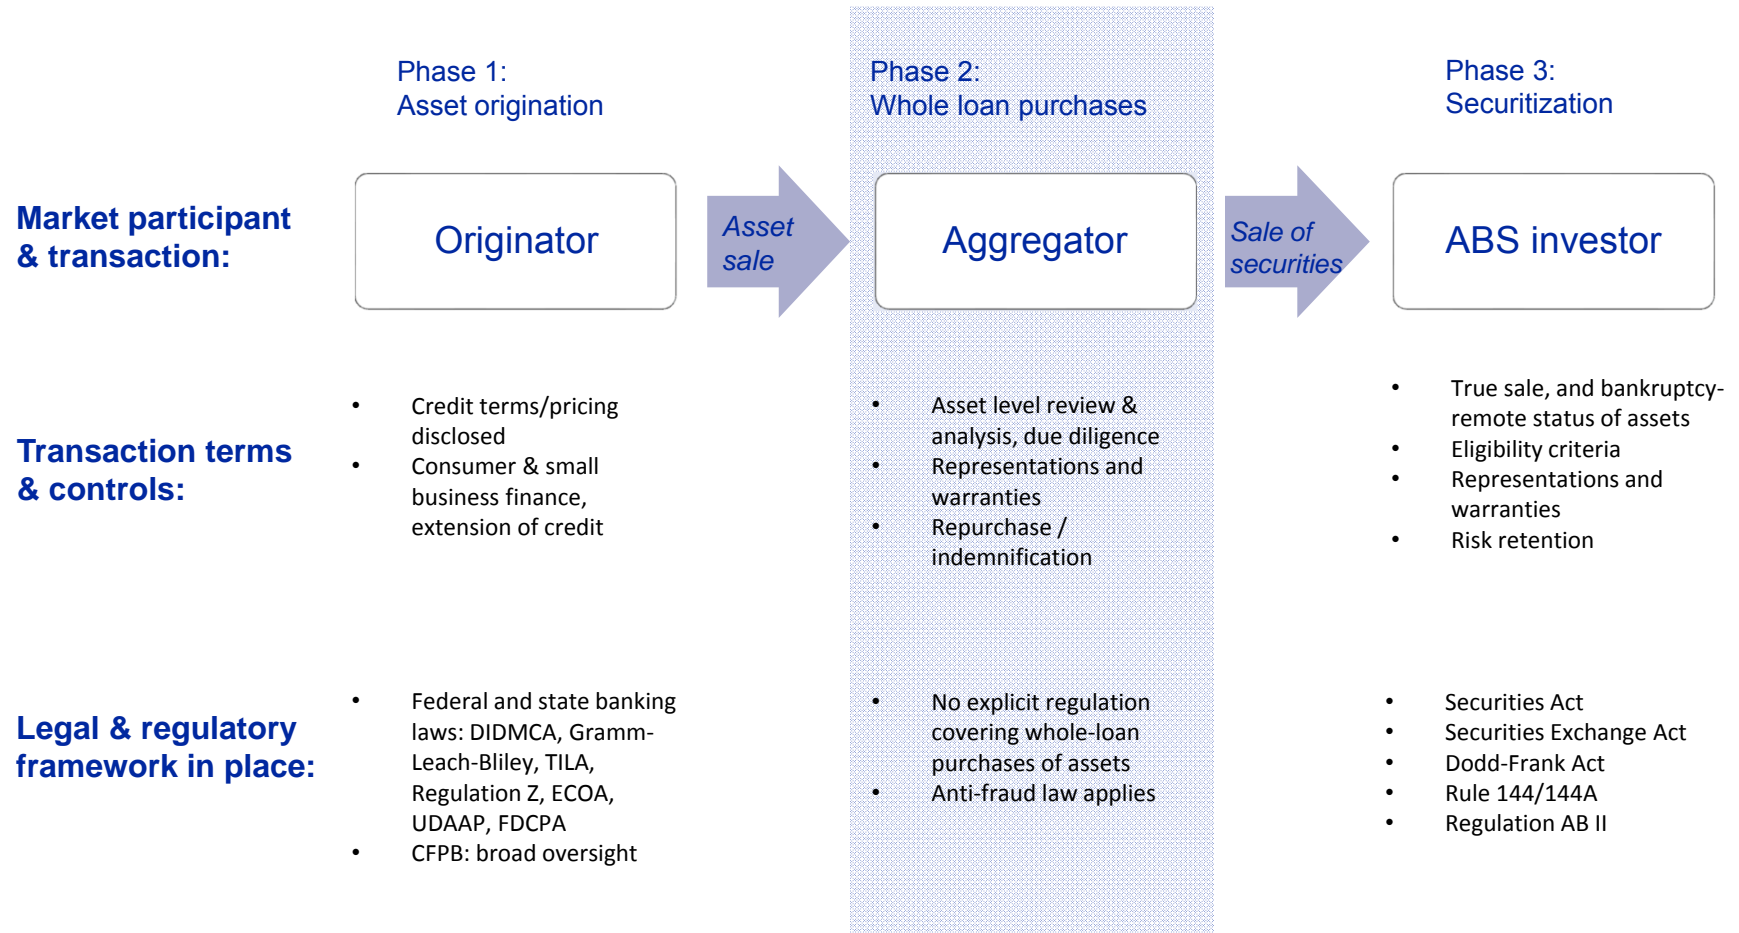 Phase 1:
Asset origination
Phase 2:
Whole loan purchases
Phase 3:
Securitization
Market participant
& transaction:
Originator
Asset
sale
Aggregator
Sale of
securities
ABS investor
Transaction terms
& controls:
• Credit terms/pricing
disclosed
• Consumer & small
business finance,
extension of credit
• Asset level review &
analysis, due diligence
• Representations and
warranties
• Repurchase /
indemnification
• True sale, and bankruptcy-
remote status of assets
• Eligibility criteria
• Representations and
warranties
• Risk retention
Legal & regulatory
framework in place:
• Federal and state banking
laws: DIDMCA, Gramm-
Leach-Bliley, TILA,
Regulation Z, ECOA,
UDAAP, FDCPA
• CFPB: broad oversight
• No explicit regulation
covering whole-loan
purchases of assets
• Anti-fraud law applies
• Securities Act
• Securities Exchange Act
• Dodd-Frank Act
• Rule 144/144A
• Regulation AB II